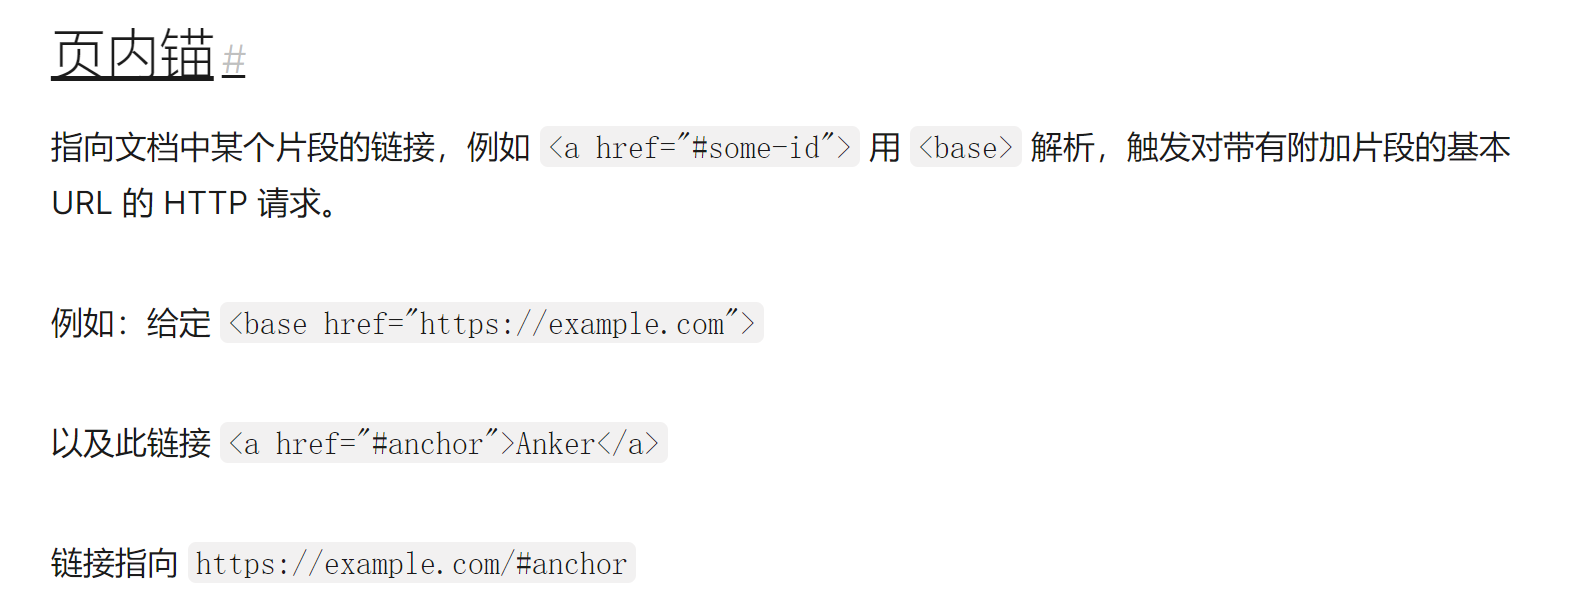 页内锚 #
指向文档中某个片段的链接，例如 <a href="#some-id"> 用 <base> 解析，触发对带有附加片段的基本
URL 的 HTTP 请求。
例如：给定 <base href="https://example.com">
以及此链接 <a href="#anchor">Anker</a>
链接指向 https://example.com/#anchor